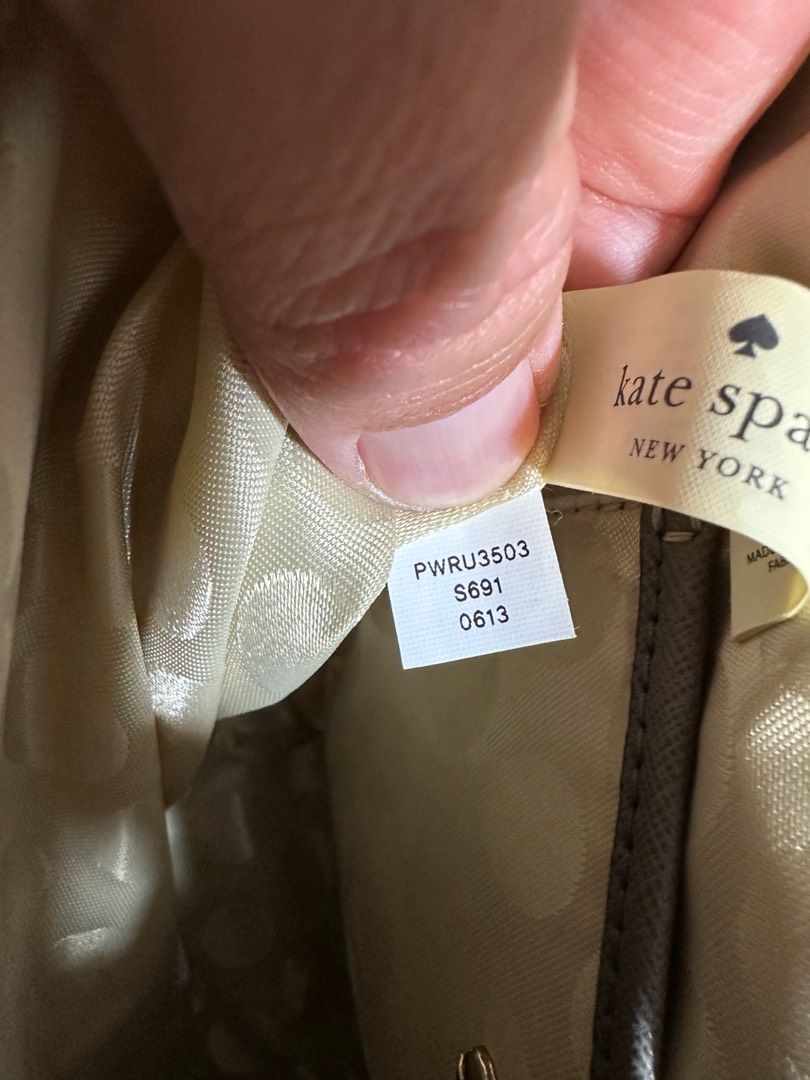 kate spa
NEW YORK
PWRU3503
S691
0613